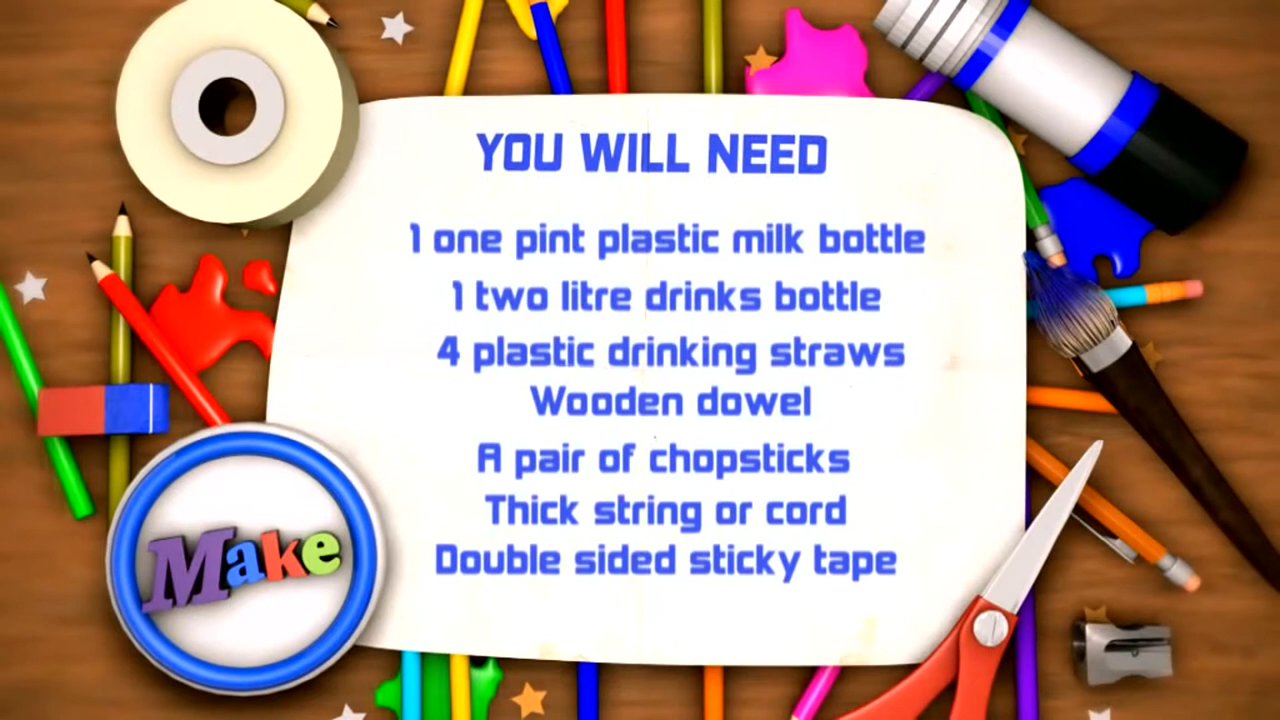 YOU WILL NEED
1 one pint plastic milk bottle
1 two litre drinks bottle
4 plastic drinking straws
Wooden dowel
A pair of chopsticks
Thick string or cord
Double sided sticky tape
Make